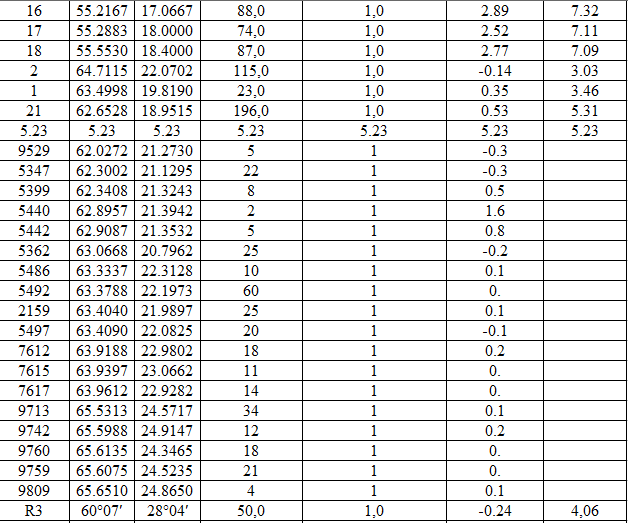 16 55.2167 17.0667 88,0 1,0 2.89 7.32
17 55.2883 18.0000 74,0 1,0 2.52 7.11
18 55.5530 18.4000 87,0 1,0 2.77 7.09
2 64.7115 22.0702 115,0 1,0 -0.14 3.03
1 63.4998 19.8190 23,0 1,0 0.35 3.46
21 62.6528 18.9515 196,0 1,0 0.53 5.31
5.23 5.23 5.23 5.23 5.23 5.23 5.23
9529 62.0272 21.2730 5 1 -0.3
5347 62.3002 21.1295 22 1 -0.3
5399 62.3408 21.3243 8 1 0.5
5440 62.8957 21.3942 2 1 1.6
5442 62.9087 21.3532 5 1 0.8
5362 63.0668 20.7962 25 1 -0.2
5486 63.3337 22.3128 10 1 0.1
5492 63.3788 22.1973 60 1 0.
2159 63.4040 21.9897 25 1 0.1
5497 63.4090 22.0825 20 1 -0.1
7612 63.9188 22.9802 18 1 0.2
7615 63.9397 23.0662 11 1 0.
7617 63.9612 22.9282 14 1 0.
9713 65.5313 24.5717 34 1 0.1
9742 65.5988 24.9147 12 1 0.2
9760 65.6135 24.3465 18 1 0.
9759 65.6075 24.5235 21 1 0.
9809 65.6510 24.8650 4 1 0.1
R3 60°07′ 28°04′ 50,0 1,0 -0.24 4,06